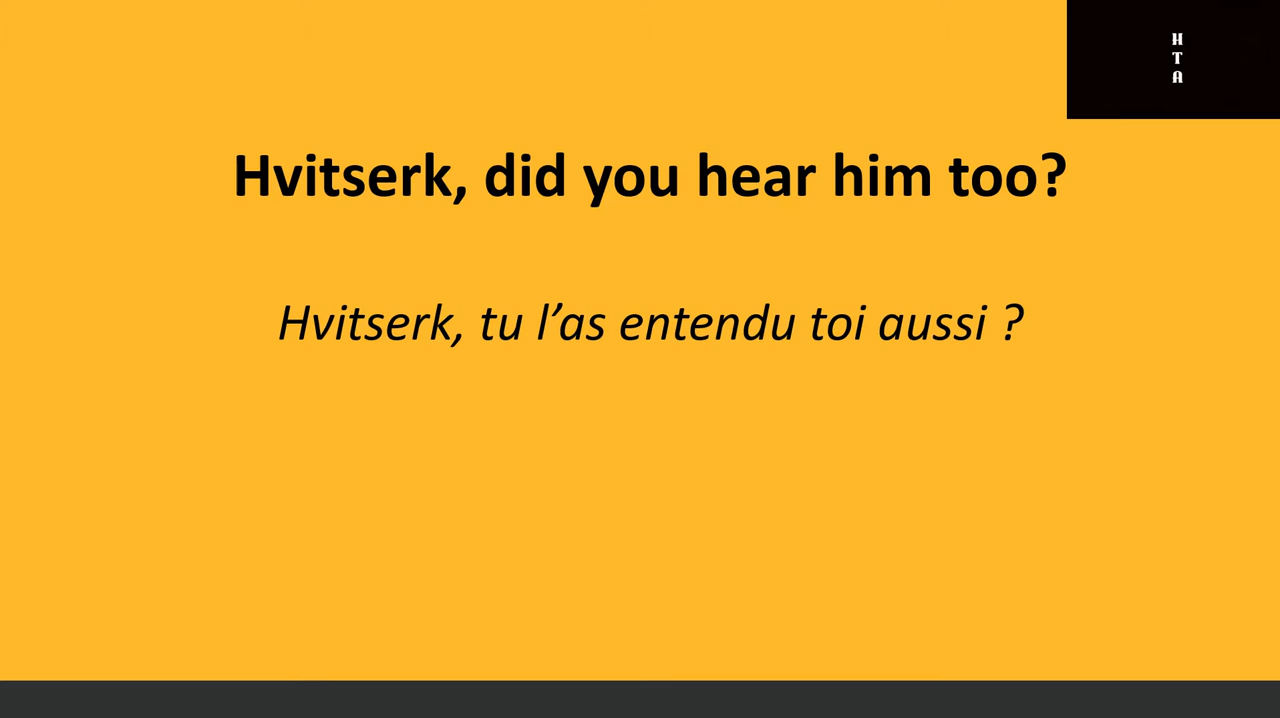 H
T
A
Hvitserk, did you hear him too?
Hvitserk, tu l’as entendu toi aussi ?